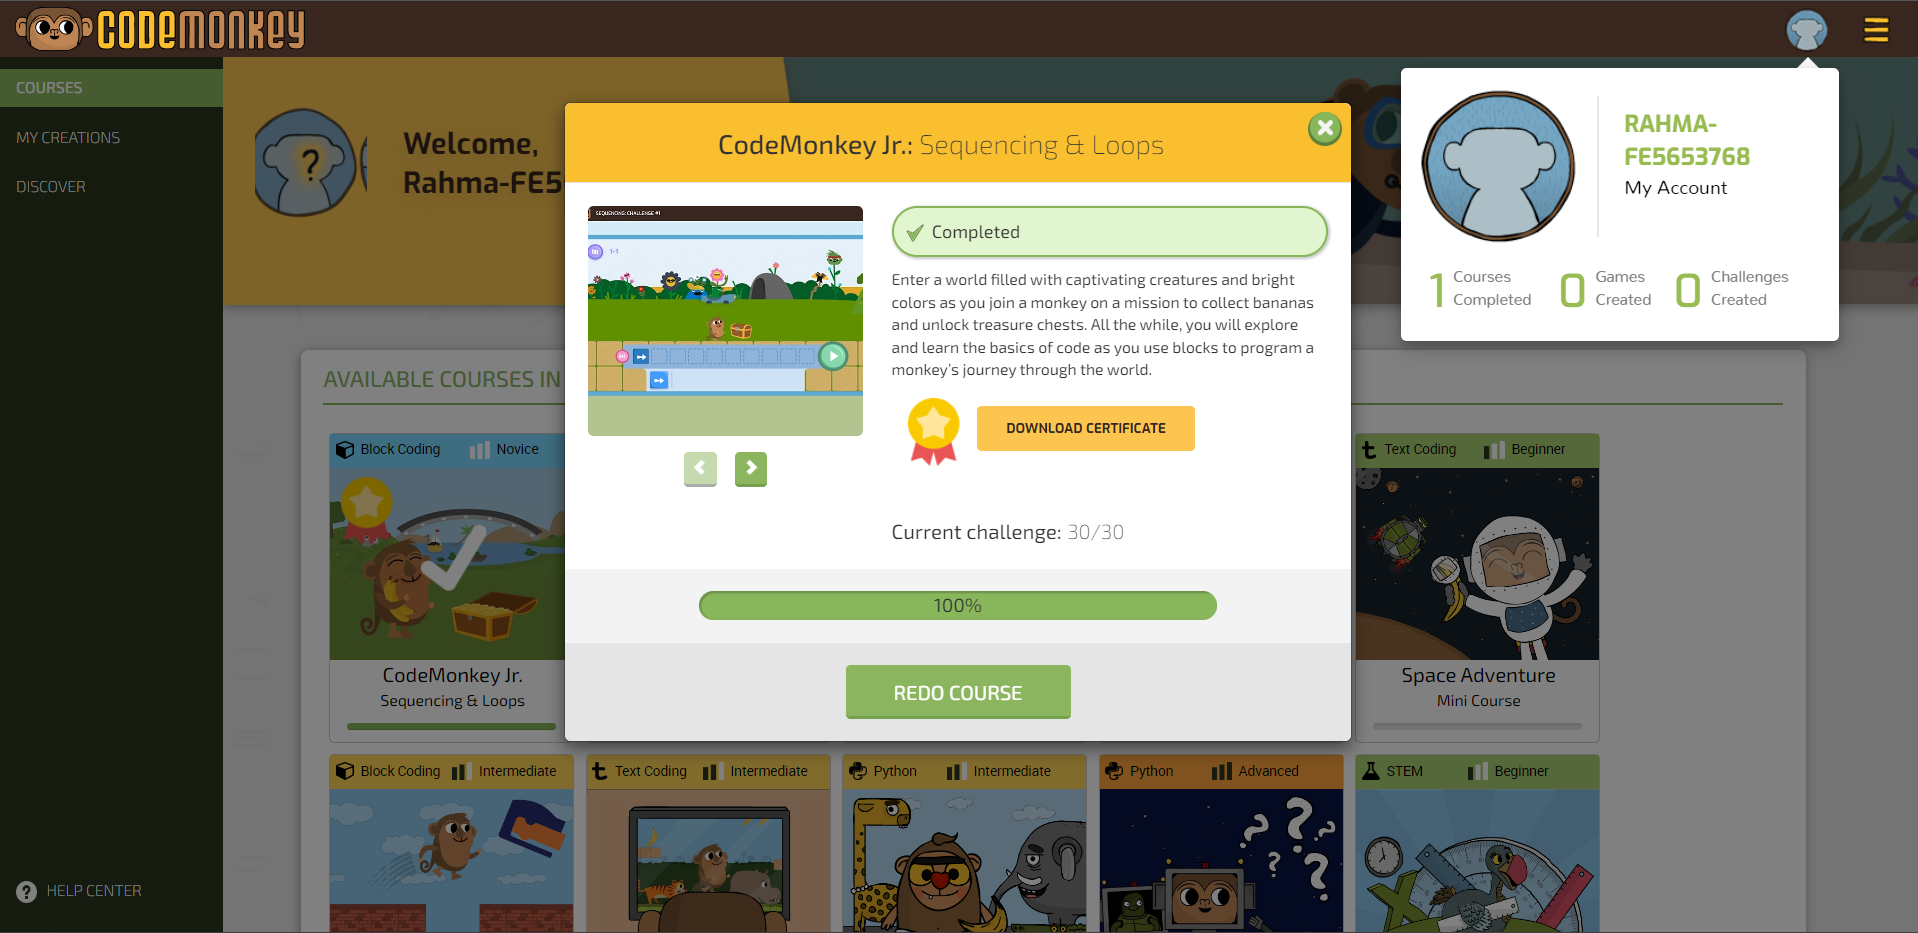 CODEMONKEY
COURSES
MY CREATIONS
DISCOVER
HELP CENTER
?
Welcome,
Rahma-FE5
RAHMA-
FE5653768
My Account
1 Courses
Completed
0 Games
Created
0 Challenges
Created
CodeMonkey Jr.: Sequencing & Loops
SEQUENCING: CHALLENGE #1
1-1
Completed
Enter a world filled with captivating creatures and bright
colors as you join a monkey on a mission to collect bananas
and unlock treasure chests. All the while, you will explore
and learn the basics of code as you use blocks to program a
monkey's journey through the world.
DOWNLOAD CERTIFICATE
Current challenge: 30/30
100%
REDO COURSE
AVAILABLE COURSES IN
Block Coding Novice
CodeMonkey Jr.
Sequencing & Loops
Text Coding Beginner
Space Adventure
Mini Course
Block Coding Intermediate
Text Coding Intermediate
Python Intermediate
Python Advanced
STEM Beginner